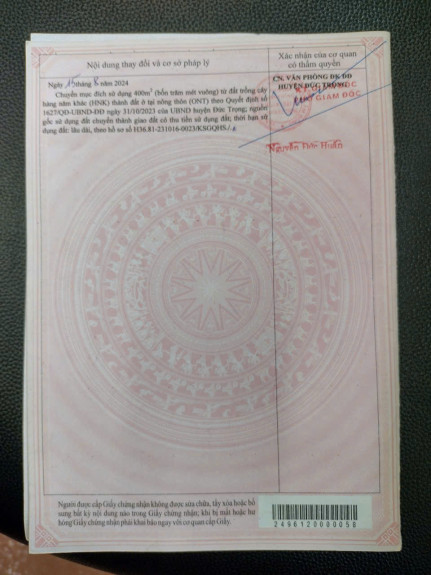 Nội dung thay đổi và cơ sở pháp lý
Xác nhận của cơ quan
có thẩm quyền
Ngày 15 tháng 8 năm 2024
Chuyển mục đích sử dụng 400m² (bốn trăm mét vuông) từ đất trồng cây
hàng năm khác (HNK) thành đất ở tại nông thôn (ONT) theo Quyết định số
1627/QĐ-UBND-ĐĐ ngày 31/10/2023 của UBND huyện Đức Trọng; nguồn
gốc sử dụng đất chuyển thành giao đất có thu tiền sử dụng đất; thời hạn sử
dụng đất: lâu dài, theo hồ sơ H36.81-231016-0023/KSGQHS./.
CN. VĂN PHÒNG ĐK ĐĐ
HUYỆN ĐỨC TRỌNG
GIÁM ĐỐC
Nguyễn
Người được cấp Giấy chứng nhận không được sửa chữa, tẩy xóa hoặc bổ
sung bất kỳ nội dung nào trong Giấy chứng nhận; khi bị mất hoặc hư
hỏng Giấy chứng nhận phải khai báo ngay với cơ quan cấp Giấy.
2496120000058